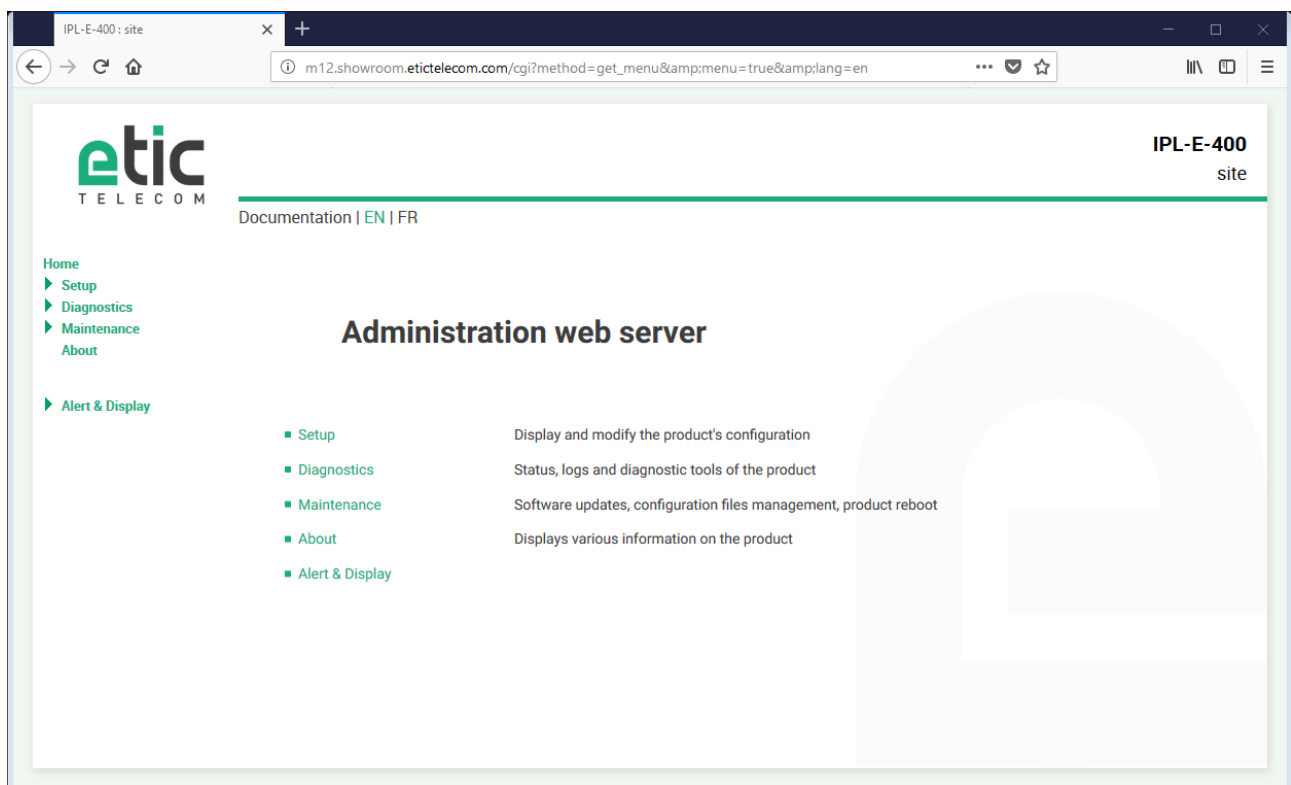 IPL-E-400 : site
m12.showroom.etictelecom.com/cgi?method=get_menu&amp;menu=true&amp;lang=en
etic
TELECOM
IPL-E-400
site
Documentation | EN | FR
Home
Setup
Diagnostics
Maintenance
About
Alert & Display
Administration web server
Setup Display and modify the product's configuration
Diagnostics Status, logs and diagnostic tools of the product
Maintenance Software updates, configuration files management, product reboot
About Displays various information on the product
Alert & Display